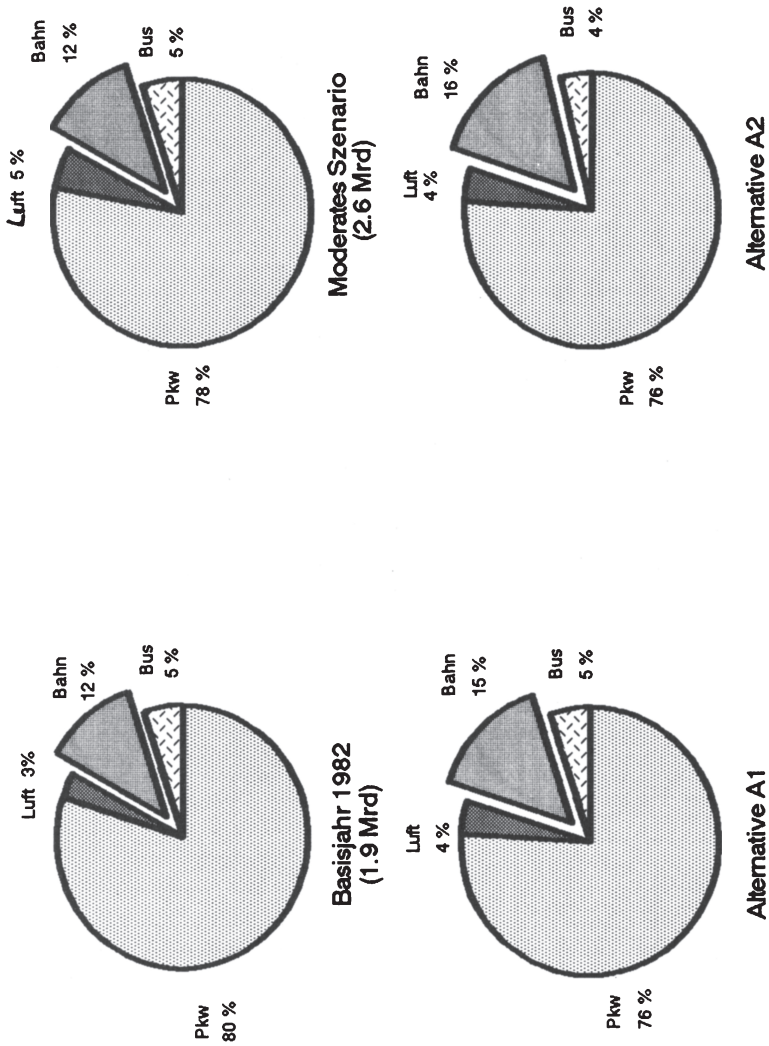 Pkw
80 %
Luft 3%
Bahn
12 %
Bus
5 %
Basisjahr 1982
(1.9 Mrd)
Pkw
78 %
Luft 5 %
Bahn
12 %
Bus
5 %
Moderates Szenario
(2.6 Mrd)
Pkw
76 %
Luft
4 %
Bahn
15 %
Bus
5 %
Alternative A1
Pkw
76 %
Luft
4 %
Bahn
16 %
Bus
4 %
Alternative A2